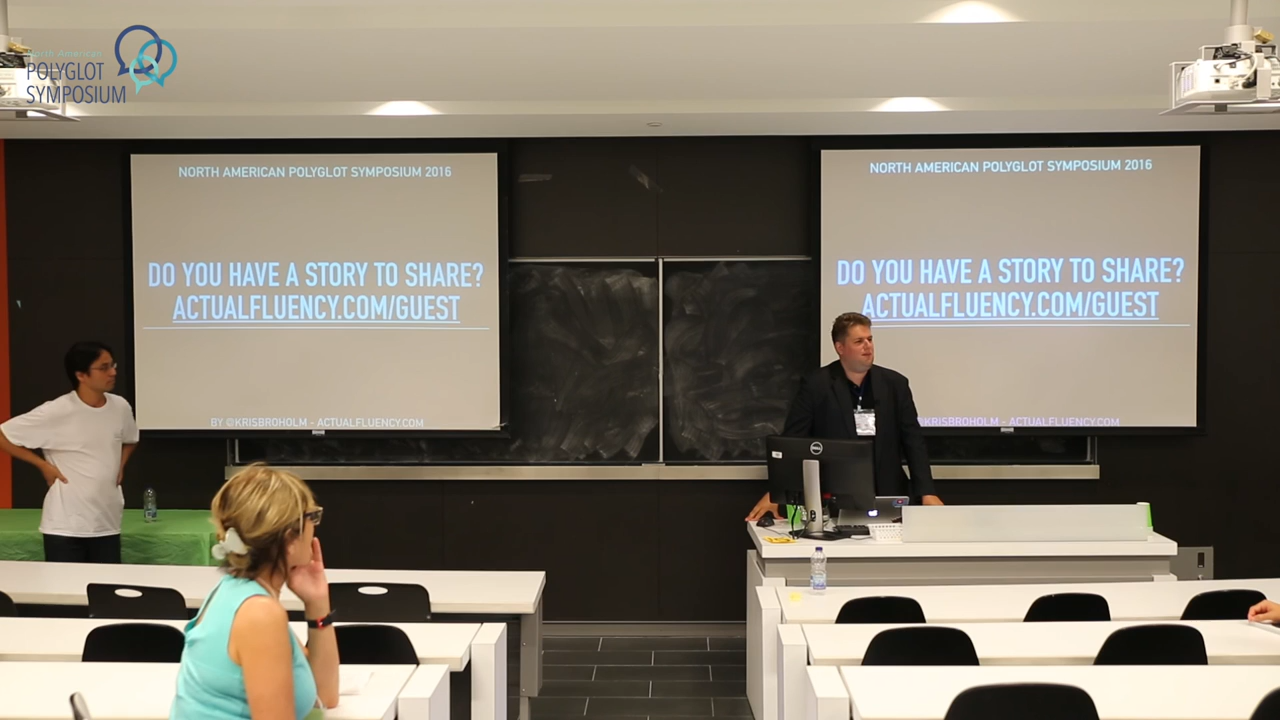 North American
POLYGLOT
SYMPOSIUM
NORTH AMERICAN POLYGLOT SYMPOSIUM 2016
DO YOU HAVE A STORY TO SHARE?
ACTUALFLUENCY.COM/GUEST
BY @KRISBROHOLM - ACTUALFLUENCY.COM
NORTH AMERICAN POLYGLOT SYMPOSIUM 2016
DO YOU HAVE A STORY TO SHARE?
ACTUALFLUENCY.COM/GUEST
@KRISBROHOLM - ACTUALFLUENCY.COM
DELL